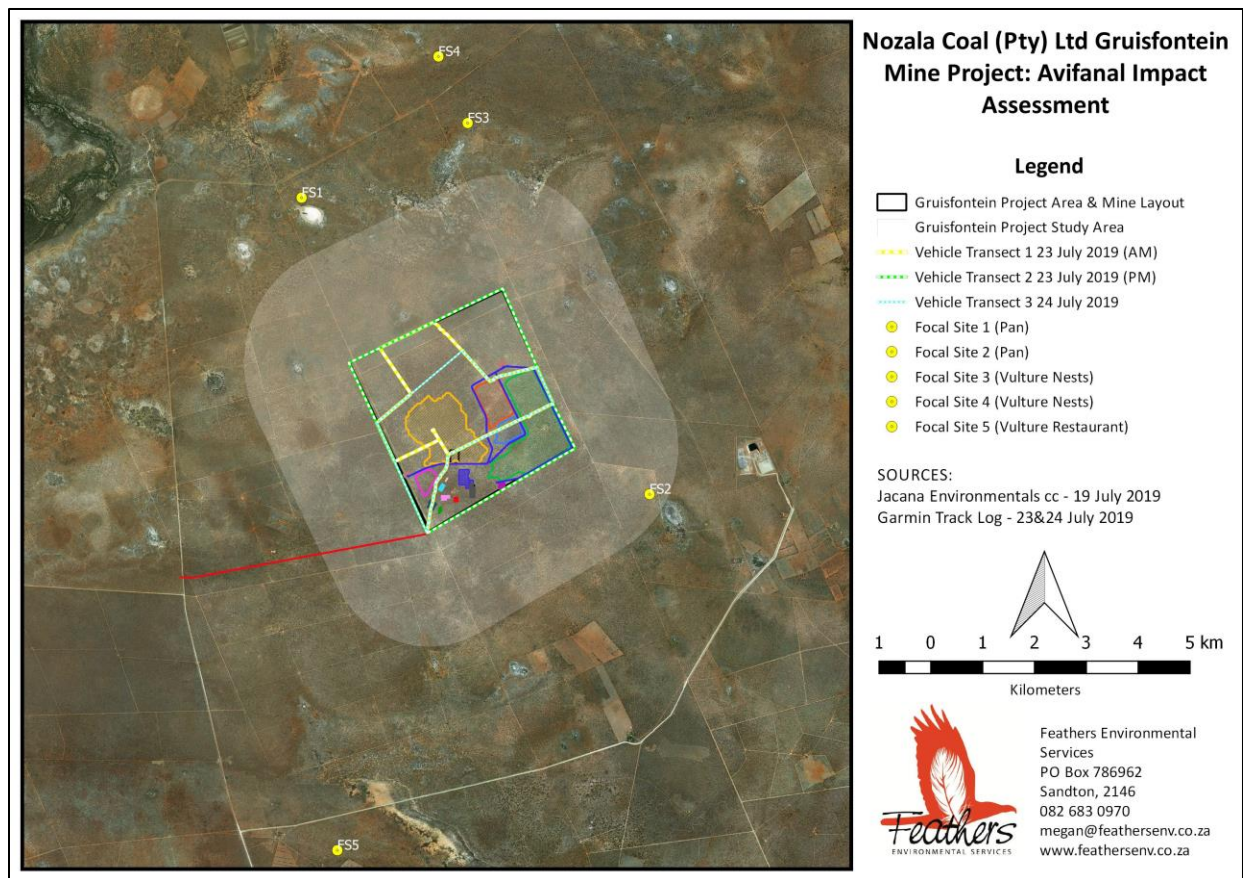 FS4
FS3
FS1
FS2
FS5
Nozala Coal (Pty) Ltd Gruisfontein
Mine Project: Avifanal Impact
Assessment
Legend
Gruisfontein Project Area & Mine Layout
Gruisfontein Project Study Area
Vehicle Transect 1 23 July 2019 (AM)
Vehicle Transect 2 23 July 2019 (PM)
Vehicle Transect 3 24 July 2019
Focal Site 1 (Pan)
Focal Site 2 (Pan)
Focal Site 3 (Vulture Nests)
Focal Site 4 (Vulture Nests)
Focal Site 5 (Vulture Restaurant)
SOURCES:
Jacana Environmentals cc - 19 July 2019
Garmin Track Log - 23&24 July 2019
1 0 1 2 3 4 5 km
Kilometers
Feathers
ENVIRONMENTAL SERVICES
Feathers Environmental
Services
PO Box 786962
Sandton, 2146
082 683 0970
megan@feathersenv.co.za
www.feathersenv.co.za